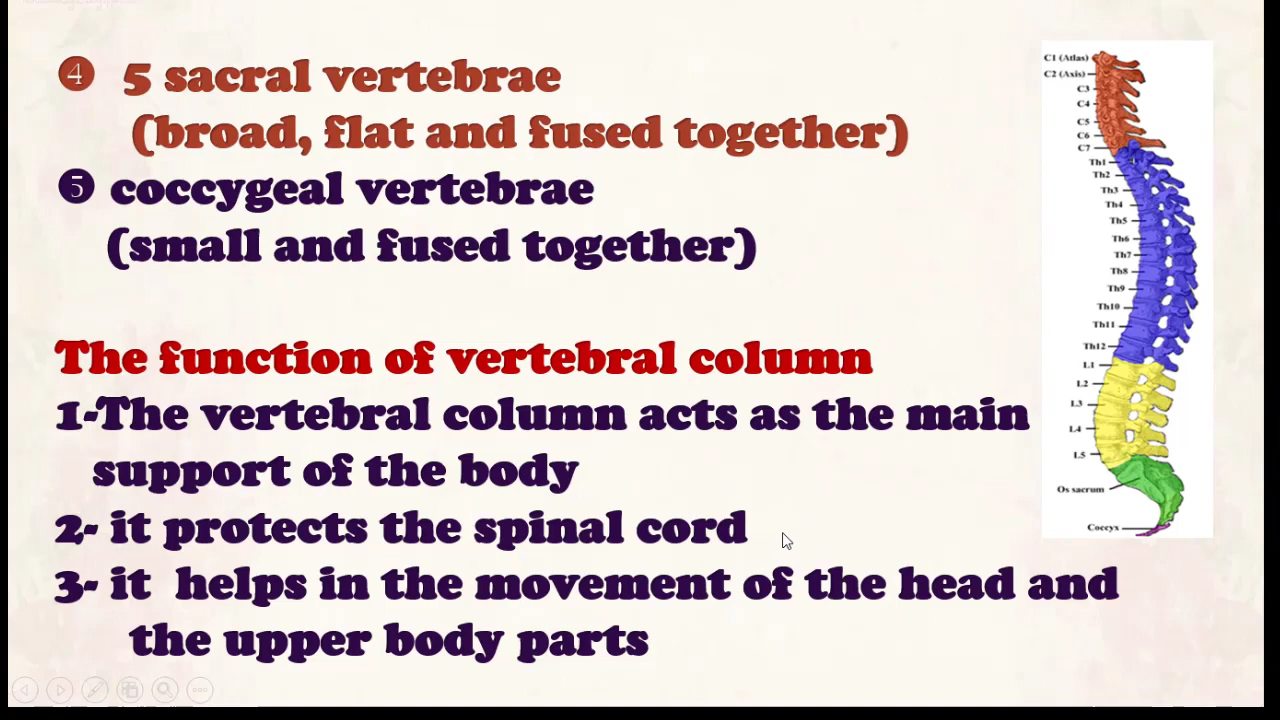 ❹ 5 sacral vertebrae
(broad, flat and fused together)
❺ coccygeal vertebrae
(small and fused together)
The function of vertebral column
1-The vertebral column acts as the main
support of the body
2- it protects the spinal cord
3- it helps in the movement of the head and
the upper body parts
C1 (Atlas)
C2 (Axis)
C3
C4
C5
C6
C7
Th1
Th2
Th3
Th4
Th5
Th6
Th7
Th8
Th9
Th10
Th11
Th12
L1
L2
L3
L4
L5
Os sacrum
Coccyx